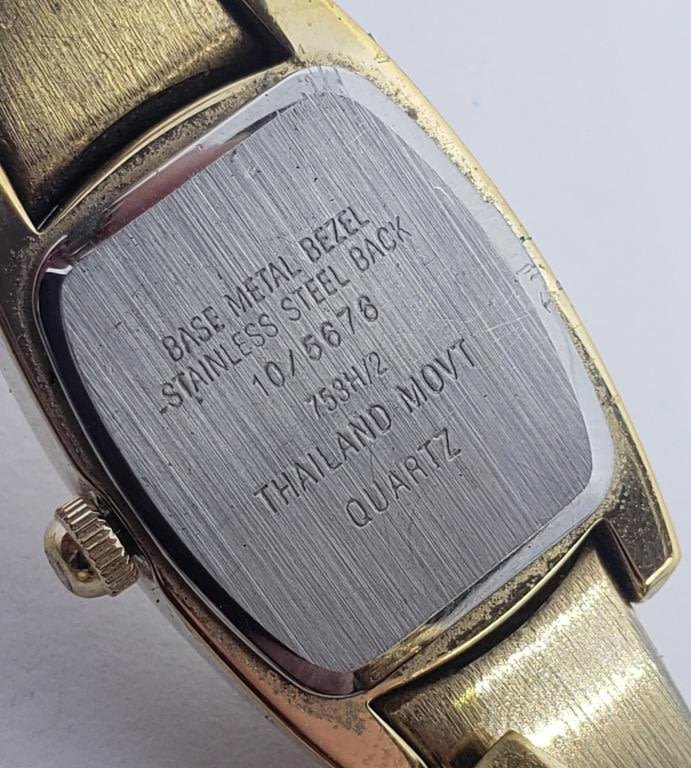 BASE METAL BEZEL
STAINLESS STEEL BACK
10/5676
753H/2
THAILAND MOVT
QUARTZ